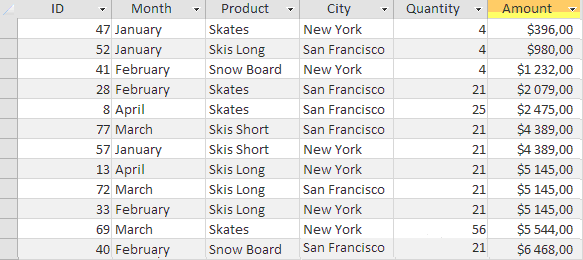 ID Month Product City Quantity Amount
47 January Skates New York 4 $396,00
52 January Skis Long San Francisco 4 $980,00
41 February Snow Board New York 4 $1 232,00
28 February Skates San Francisco 21 $2 079,00
8 April Skates San Francisco 25 $2 475,00
77 March Skis Short San Francisco 21 $4 389,00
57 January Skis Short New York 21 $4 389,00
13 April Skis Long New York 21 $5 145,00
72 March Skis Long San Francisco 21 $5 145,00
33 February Skis Long New York 21 $5 145,00
69 March Skates New York 56 $5 544,00
40 February Snow Board San Francisco 21 $6 468,00